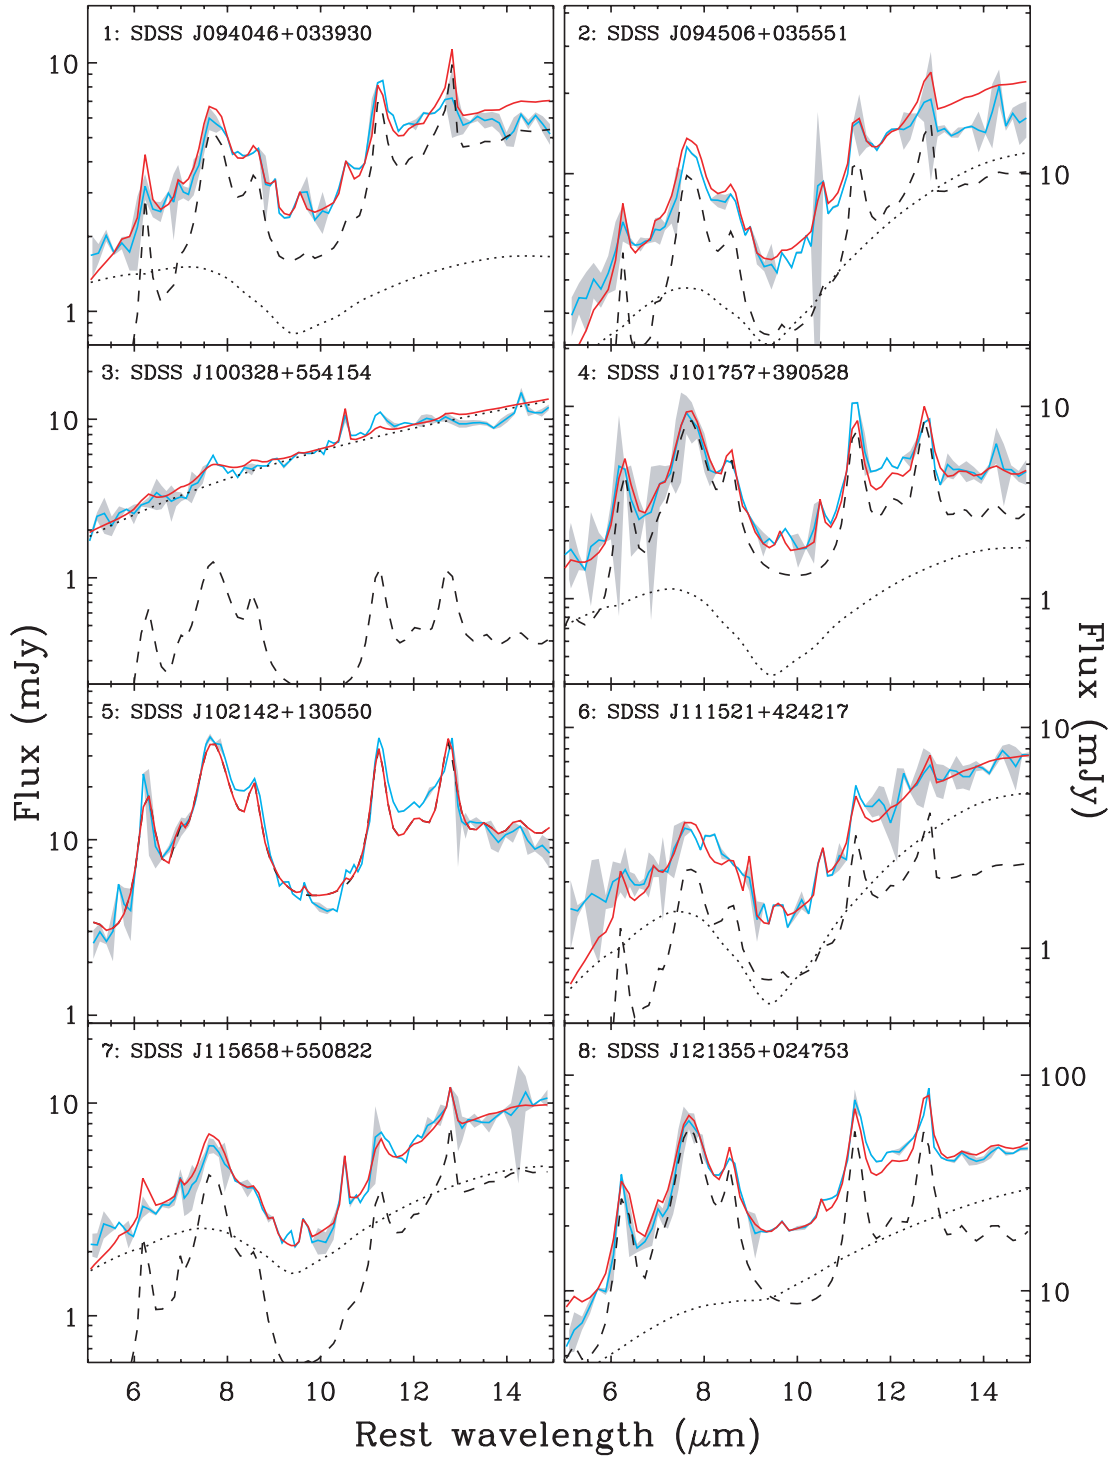 1: SDSS J094046+033930
2: SDSS J094506+035551
10
1
10
3: SDSS J100328+554154
4: SDSS J101757+390528
10
1
10
1
5: SDSS J102142+130550
6: SDSS J111521+424217
10
1
10
1
7: SDSS J115658+550822
8: SDSS J121355+024753
10
1
100
10
6 8 10 12 14
6 8 10 12 14
Flux (mJy)
Flux (mJy)
Rest wavelength (μm)